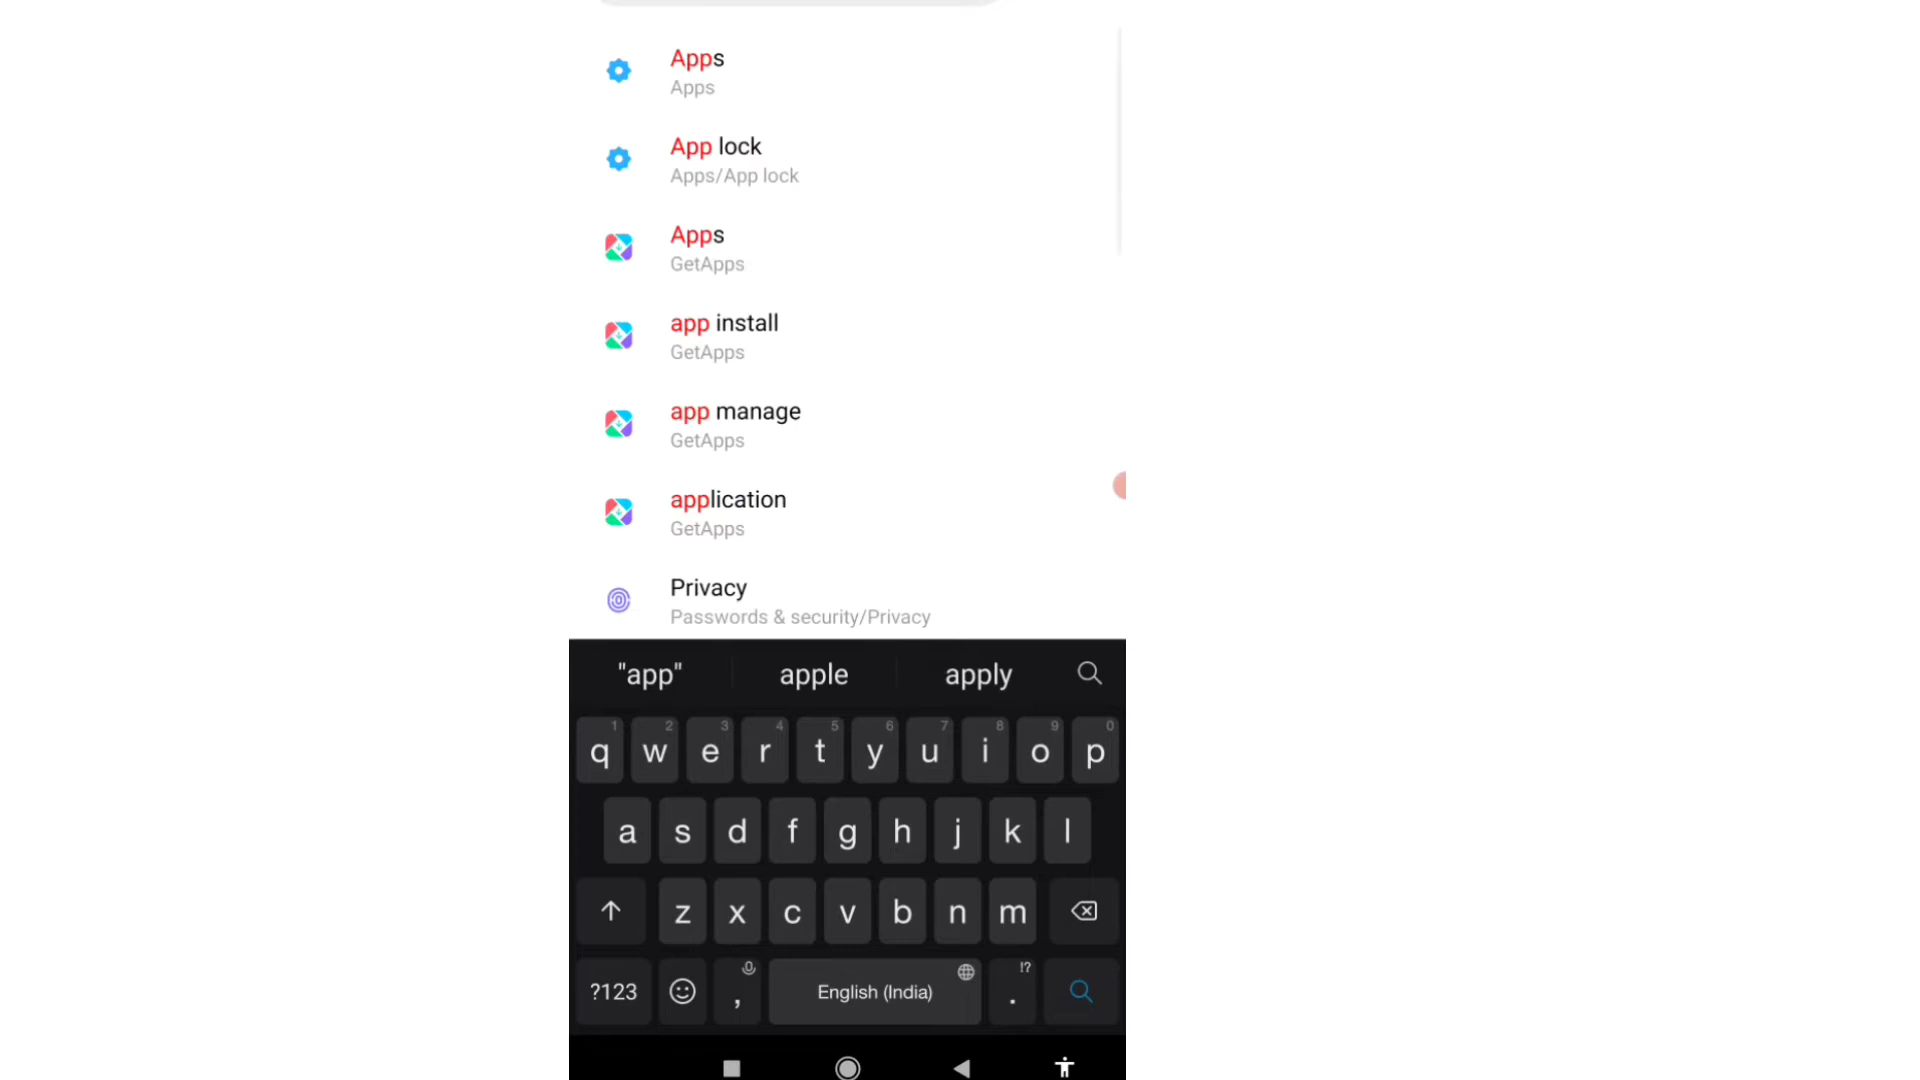 Apps
Apps
App lock
Apps/App lock
Apps
GetApps
app install
GetApps
app manage
GetApps
application
GetApps
Privacy
Passwords & security/Privacy
"app" apple apply
1 2 3 4 5 6 7 8 9 0
q w e r t y u i o p
a s d f g h j k l
z x c v b n m
!?
?123 , English (India) .